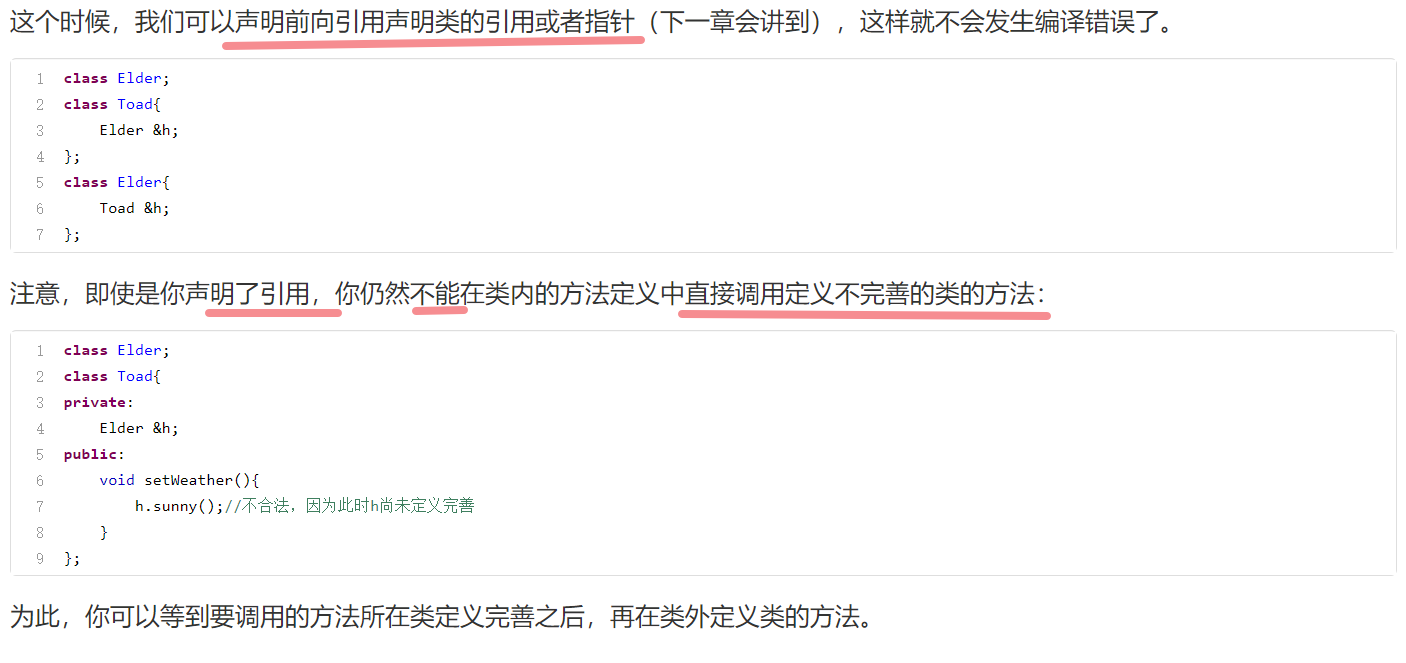 这个时候，我们可以声明前向引用声明类的引用或者指针（下一章会讲到），这样就不会发生编译错误了。
1 class Elder;
2 class Toad{
3     Elder &h;
4 };
5 class Elder{
6     Toad &h;
7 };
注意，即使是你声明了引用，你仍然不能在类内的方法定义中直接调用定义不完善的类的方法：
1 class Elder;
2 class Toad{
3 private:
4     Elder &h;
5 public:
6     void setWeather(){
7         h.sunny();//不合法，因为此时h尚未定义完善
8     }
9 };
为此，你可以等到要调用的方法所在类定义完善之后，再在类外定义类的方法。